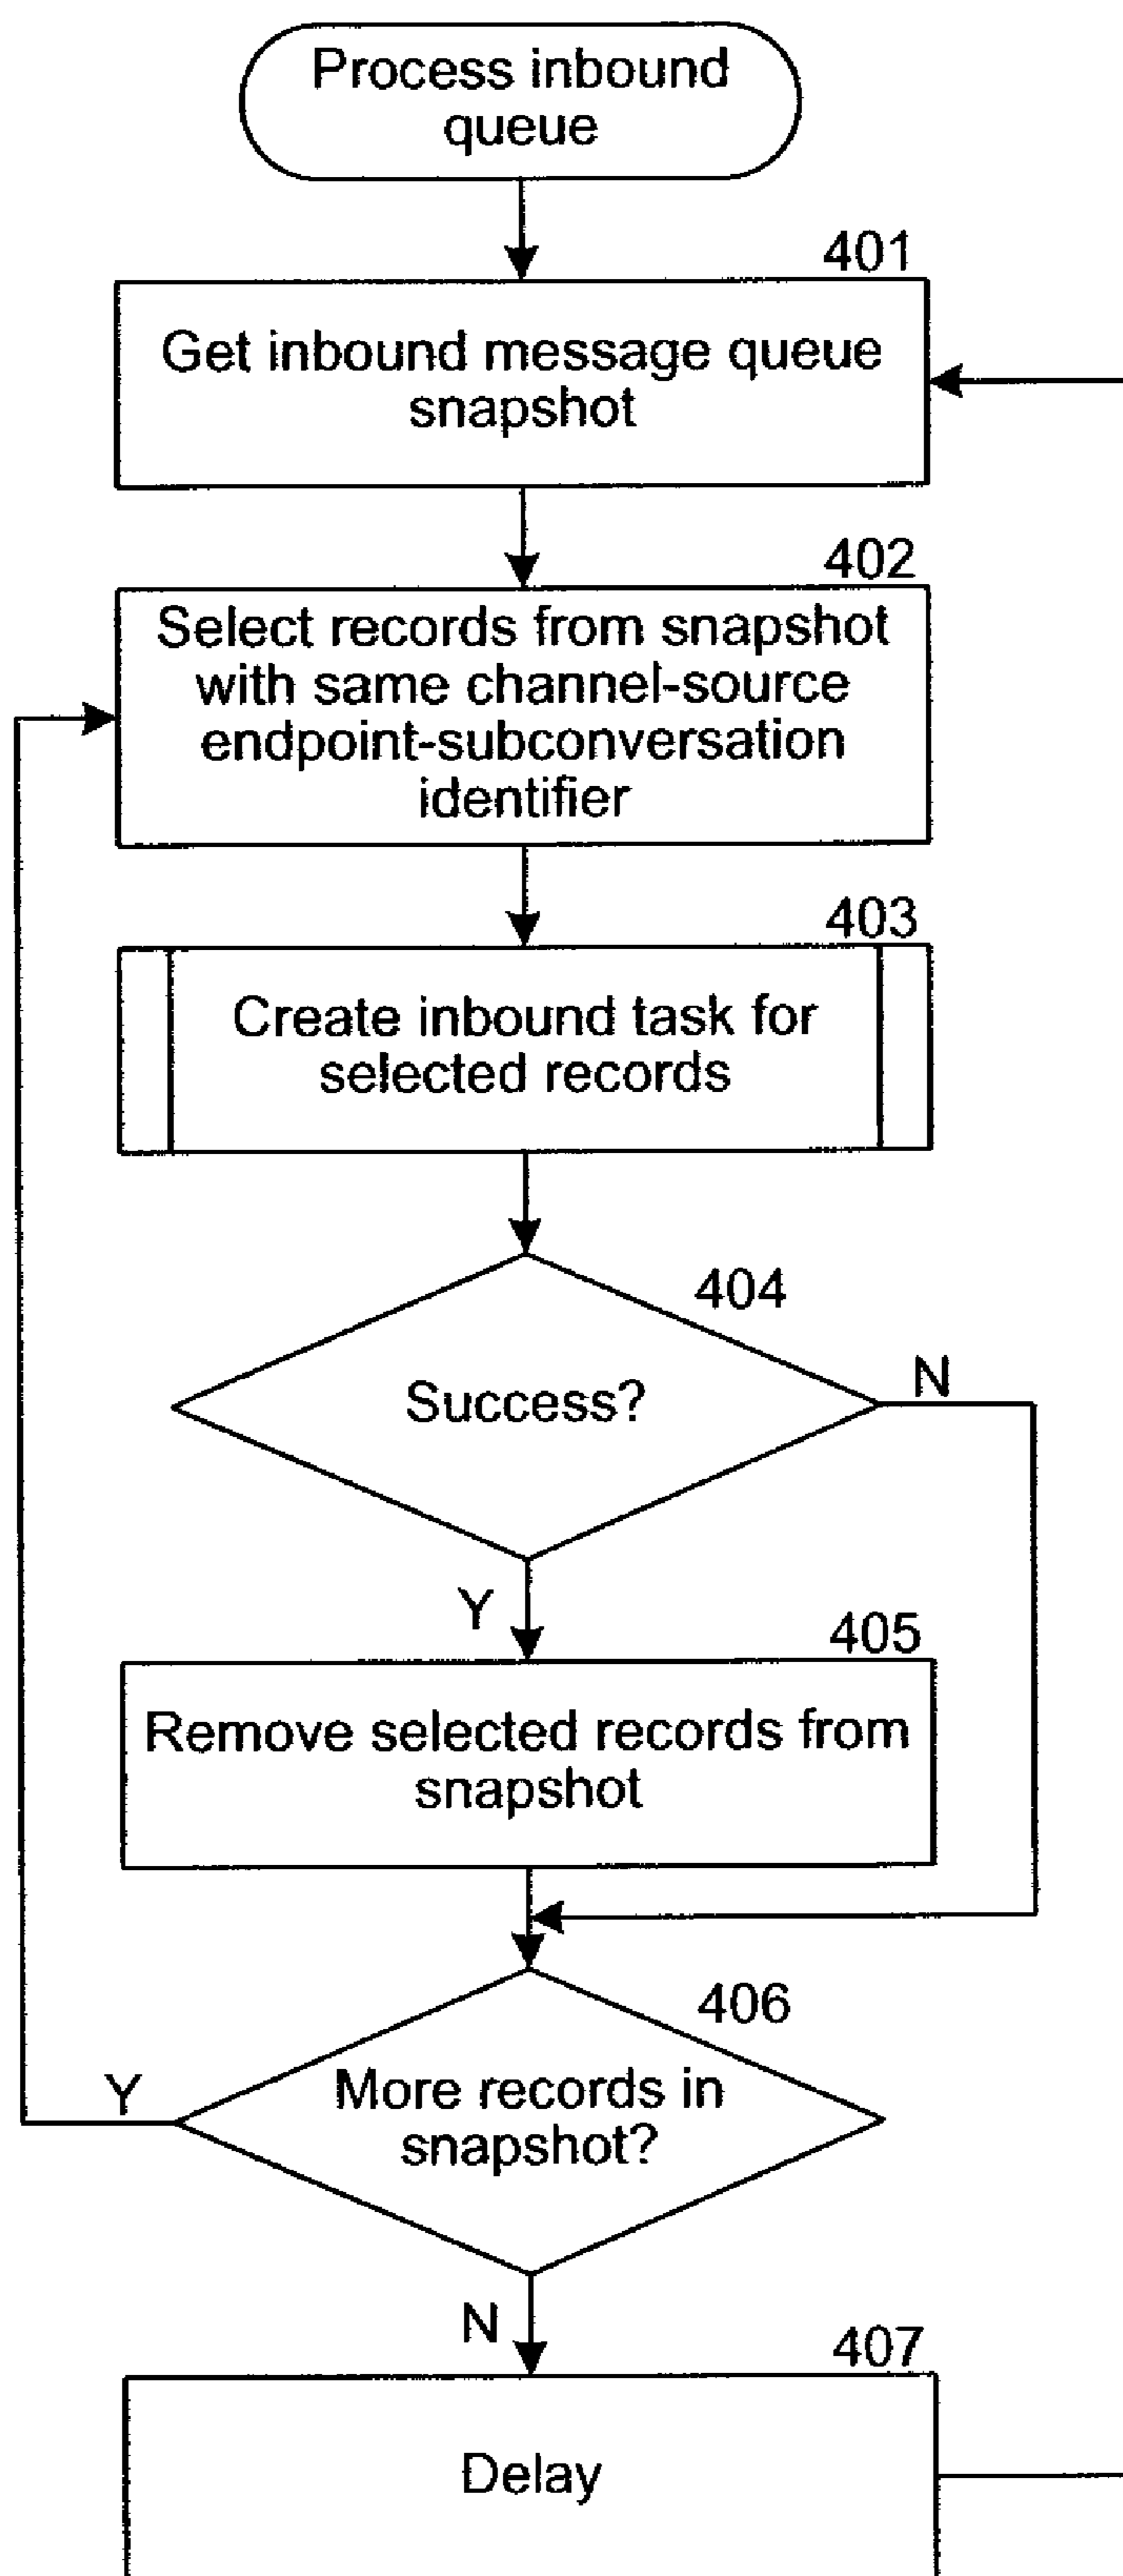 Process inbound
queue
401
Get inbound message queue
snapshot
402
Select records from snapshot
with same channel-source
endpoint-subconversation
identifier
403
Create inbound task for
selected records
404
Success?
N
Y
405
Remove selected records from
snapshot
406
More records in
snapshot?
Y
N
407
Delay